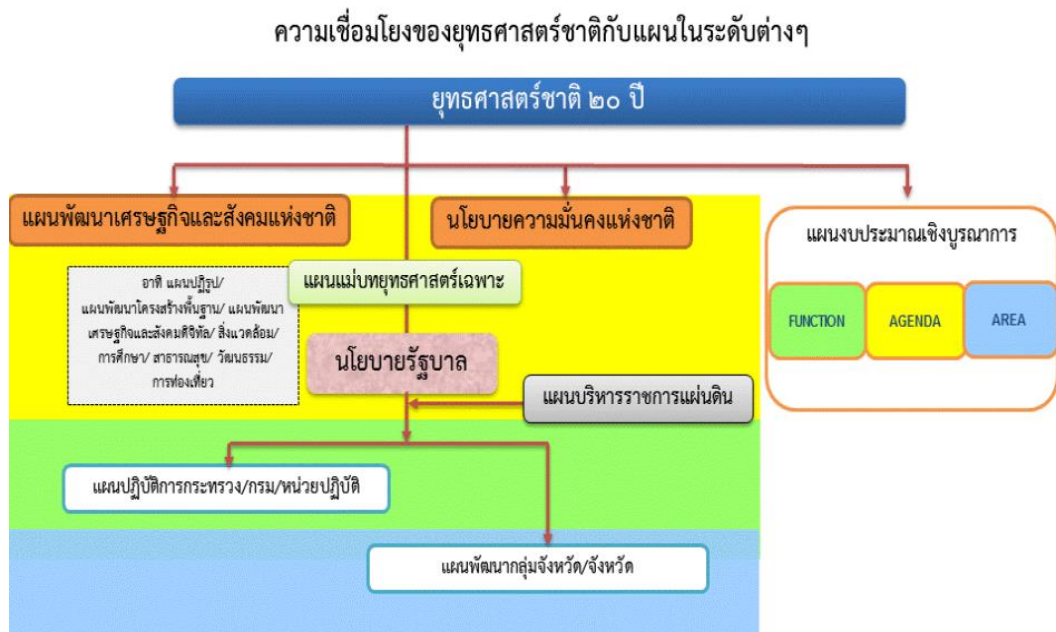 ความเชื่อมโยงของยุทธศาสตร์ชาติกับแผนในระดับต่างๆ
ยุทธศาสตร์ชาติ ๒๐ ปี
แผนพัฒนาเศรษฐกิจและสังคมแห่งชาติ
นโยบายความมั่นคงแห่งชาติ
แผนงบประมาณเชิงบูรณาการ
แผนแม่บทยุทธศาสตร์เฉพาะ
อาทิ แผนปฏิรูป/
แผนพัฒนาโครงสร้างพื้นฐาน/ แผนพัฒนา
เศรษฐกิจและสังคมดิจิทัล/ สิ่งแวดล้อม/
การศึกษา/ สาธารณสุข/ วัฒนธรรม/
การท่องเที่ยว
FUNCTION
AGENDA
AREA
นโยบายรัฐบาล
แผนบริหารราชการแผ่นดิน
แผนปฏิบัติการกระทรวง/กรม/หน่วยปฏิบัติ
แผนพัฒนากลุ่มจังหวัด/จังหวัด